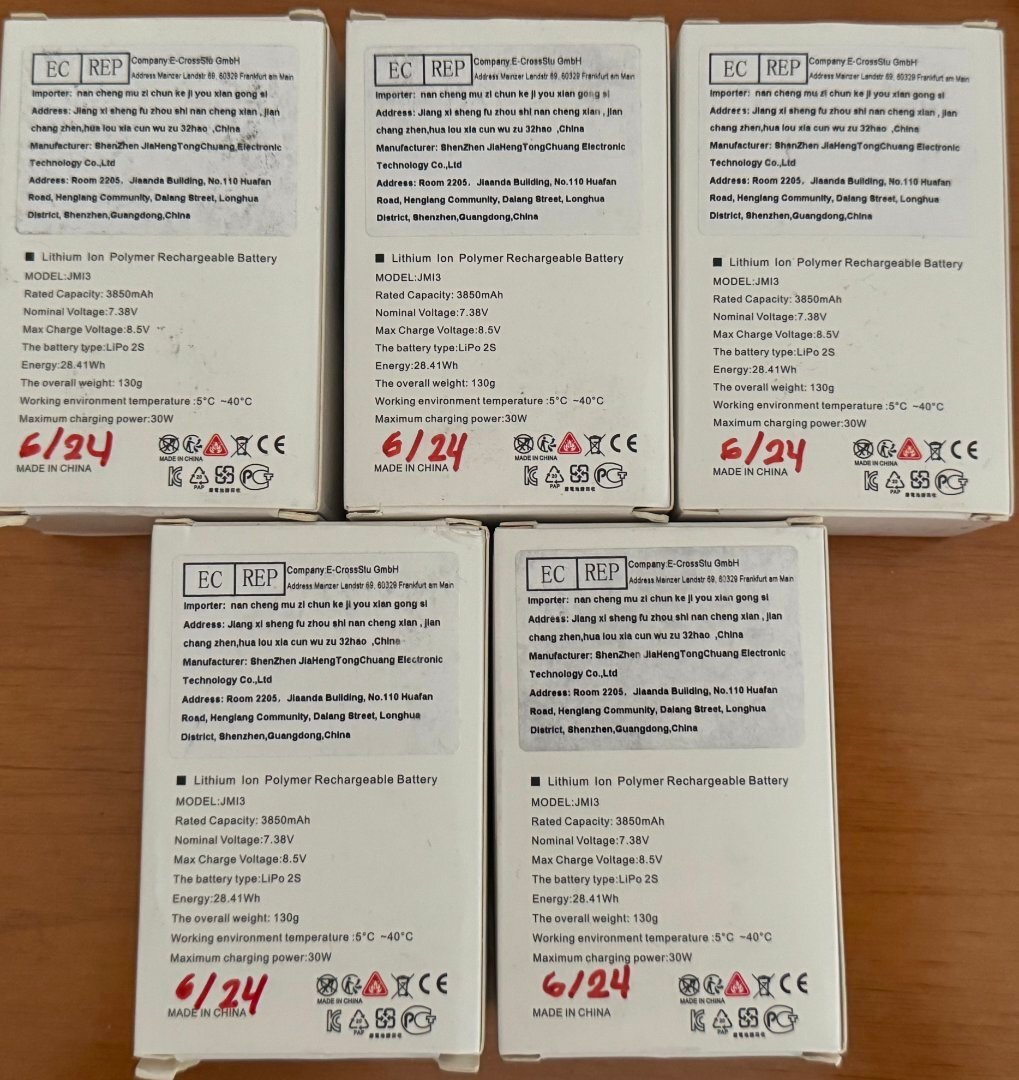 EC REP Company:E-CrossStu GmbH
Address Mainzer Landstr 69, 60329 Frankfurt am Main
Importer: nan cheng mu zi chun ke ji you xian gong si
Address: Jiang xi sheng fu zhou shi nan cheng xian , jian
chang zhen,hua lou xia cun wu zu 32hao ,China
Manufacturer: ShenZhen JiaHengTongChuang Electronic
Technology Co.,Ltd
Address: Room 2205, Jiaanda Building, No.110 Huafan
Road, Henglang Community, Dalang Street, Longhua
District, Shenzhen,Guangdong,China
■ Lithium Ion Polymer Rechargeable Battery
MODEL:JMI3
Rated Capacity: 3850mAh
Nominal Voltage:7.38V
Max Charge Voltage:8.5V
The battery type:LiPo 2S
Energy:28.41Wh
The overall weight: 130g
Working environment temperature :5°C ~40°C
Maximum charging power:30W
6/24
CE
MADE IN CHINA
MADE IN CHINA
PAP
EC REP Company:E-CrossStu GmbH
Address Mainzer Landstr 69, 60329 Frankfurt am Main
Importer: nan cheng mu zi chun ke ji you xian gong si
Address: Jiang xi sheng fu zhou shi nan cheng xian , jian
chang zhen,hua lou xia cun wu zu 32hao ,China
Manufacturer: ShenZhen JiaHengTongChuang Electronic
Technology Co.,Ltd
Address: Room 2205, Jiaanda Building, No.110 Huafan
Road, Henglang Community, Dalang Street, Longhua
District, Shenzhen,Guangdong,China
■ Lithium Ion Polymer Rechargeable Battery
MODEL:JMI3
Rated Capacity: 3850mAh
Nominal Voltage:7.38V
Max Charge Voltage:8.5V
The battery type:LiPo 2S
Energy:28.41Wh
The overall weight: 130g
Working environment temperature :5°C ~40°C
Maximum charging power:30W
6/24
CE
MADE IN CHINA
MADE IN CHINA
PAP
EC REP Company:E-CrossStu GmbH
Address Mainzer Landstr 69, 60329 Frankfurt am Main
Importer: nan cheng mu zi chun ke ji you xian gong si
Address: Jiang xi sheng fu zhou shi nan cheng xian , jian
chang zhen,hua lou xia cun wu zu 32hao ,China
Manufacturer: ShenZhen JiaHengTongChuang Electronic
Technology Co.,Ltd
Address: Room 2205, Jiaanda Building, No.110 Huafan
Road, Henglang Community, Dalang Street, Longhua
District, Shenzhen,Guangdong,China
■ Lithium Ion Polymer Rechargeable Battery
MODEL:JMI3
Rated Capacity: 3850mAh
Nominal Voltage:7.38V
Max Charge Voltage:8.5V
The battery type:LiPo 2S
Energy:28.41Wh
The overall weight: 130g
Working environment temperature :5°C ~40°C
Maximum charging power:30W
6/24
CE
MADE IN CHINA
MADE IN CHINA
PAP
EC REP Company:E-CrossStu GmbH
Address Mainzer Landstr 69, 60329 Frankfurt am Main
Importer: nan cheng mu zi chun ke ji you xian gong si
Address: Jiang xi sheng fu zhou shi nan cheng xian , jian
chang zhen,hua lou xia cun wu zu 32hao ,China
Manufacturer: ShenZhen JiaHengTongChuang Electronic
Technology Co.,Ltd
Address: Room 2205, Jiaanda Building, No.110 Huafan
Road, Henglang Community, Dalang Street, Longhua
District, Shenzhen,Guangdong,China
■ Lithium Ion Polymer Rechargeable Battery
MODEL:JMI3
Rated Capacity: 3850mAh
Nominal Voltage:7.38V
Max Charge Voltage:8.5V
The battery type:LiPo 2S
Energy:28.41Wh
The overall weight: 130g
Working environment temperature :5°C ~40°C
Maximum charging power:30W
6/24
CE
MADE IN CHINA
MADE IN CHINA
PAP
EC REP Company:E-CrossStu GmbH
Address Mainzer Landstr 69, 60329 Frankfurt am Main
Importer: nan cheng mu zi chun ke ji you xian gong si
Address: Jiang xi sheng fu zhou shi nan cheng xian , jian
chang zhen,hua lou xia cun wu zu 32hao ,China
Manufacturer: ShenZhen JiaHengTongChuang Electronic
Technology Co.,Ltd
Address: Room 2205, Jiaanda Building, No.110 Huafan
Road, Henglang Community, Dalang Street, Longhua
District, Shenzhen,Guangdong,China
■ Lithium Ion Polymer Rechargeable Battery
MODEL:JMI3
Rated Capacity: 3850mAh
Nominal Voltage:7.38V
Max Charge Voltage:8.5V
The battery type:LiPo 2S
Energy:28.41Wh
The overall weight: 130g
Working environment temperature :5°C ~40°C
Maximum charging power:30W
6/24
CE
MADE IN CHINA
MADE IN CHINA
PAP